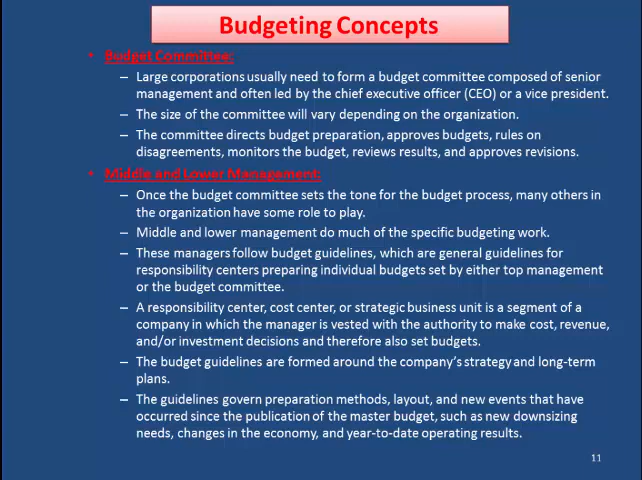 Budgeting Concepts
• Budget Committee:
– Large corporations usually need to form a budget committee composed of senior
management and often led by the chief executive officer (CEO) or a vice president.
– The size of the committee will vary depending on the organization.
– The committee directs budget preparation, approves budgets, rules on
disagreements, monitors the budget, reviews results, and approves revisions.
• Middle and Lower Management:
– Once the budget committee sets the tone for the budget process, many others in
the organization have some role to play.
– Middle and lower management do much of the specific budgeting work.
– These managers follow budget guidelines, which are general guidelines for
responsibility centers preparing individual budgets set by either top management
or the budget committee.
– A responsibility center, cost center, or strategic business unit is a segment of a
company in which the manager is vested with the authority to make cost, revenue,
and/or investment decisions and therefore also set budgets.
– The budget guidelines are formed around the company's strategy and long-term
plans.
– The guidelines govern preparation methods, layout, and new events that have
occurred since the publication of the master budget, such as new downsizing
needs, changes in the economy, and year-to-date operating results.
11